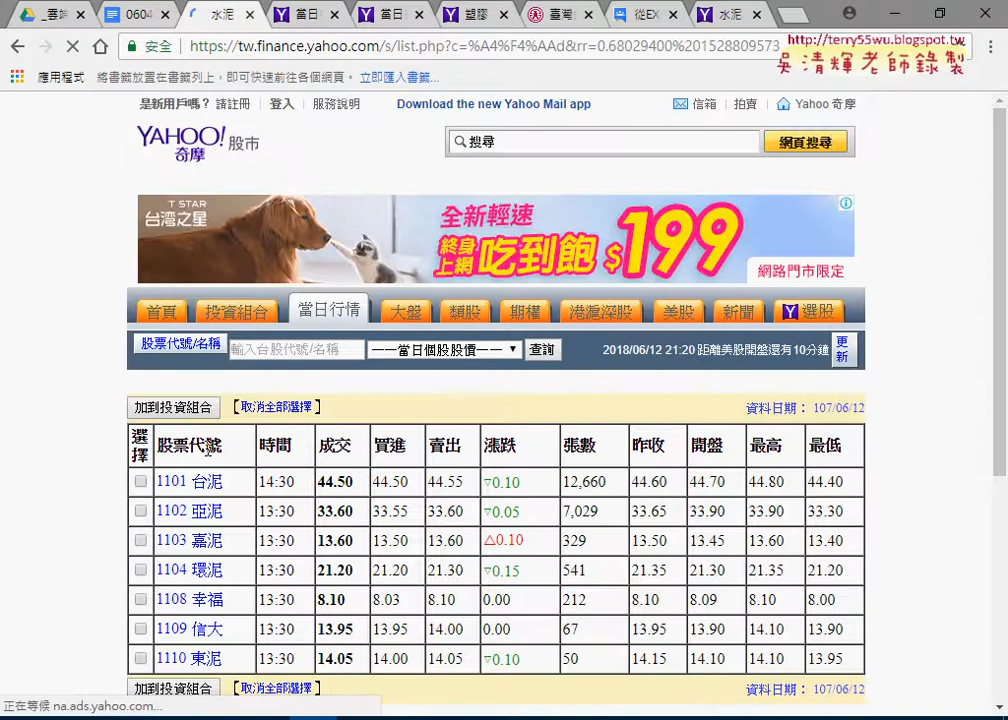 _雲端
0604
水泥
當日
當日
塑膠
臺灣
從EX
水泥
安全 https://tw.finance.yahoo.com/s/list.php?c=%A4%F4%AAd&rr=0.68029400%201528809573
http://terry55wu.blogspot.tw
吳清輝老師錄製
應用程式 將書籤放置在書籤列上，即可快速前往各個網頁。 立即匯入書籤...
是新用戶嗎？ 請註冊 登入 服務說明 Download the new Yahoo Mail app 信箱 拍賣 Yahoo 奇摩
YAHOO! 奇摩 股市
搜尋 網頁搜尋
T STAR
台灣之星
全新輕速
終身上網 吃到飽 $199
網路門市限定
首頁 投資組合 當日行情 大盤 類股 期權 港滬深股 美股 新聞 Y 選股
股票代號/名稱 輸入台股代號/名稱 ——當日個股股價—— 查詢 2018/06/12 21:20 距離美股開盤還有10分鐘 更新
加到投資組合 【取消全部選擇】 資料日期： 107/06/12
選擇 股票代號 時間 成交 買進 賣出 漲跌 張數 昨收 開盤 最高 最低
1101 台泥 14:30 44.50 44.50 44.55 ▽0.10 12,660 44.60 44.70 44.80 44.40
1102 亞泥 13:30 33.60 33.55 33.60 ▽0.05 7,029 33.65 33.90 33.90 33.30
1103 嘉泥 13:30 13.60 13.50 13.60 △0.10 329 13.50 13.45 13.60 13.40
1104 環泥 13:30 21.20 21.20 21.30 ▽0.15 541 21.35 21.30 21.35 21.20
1108 幸福 13:30 8.10 8.03 8.10 0.00 212 8.10 8.09 8.10 8.00
1109 信大 13:30 13.95 13.95 14.00 0.00 67 13.95 13.90 14.10 13.90
1110 東泥 13:30 14.05 14.00 14.05 ▽0.10 50 14.15 14.10 14.10 13.95
加到投資組合 【取消全部選擇】 資料日期： 107/06/12
正在等候 na.ads.yahoo.com...